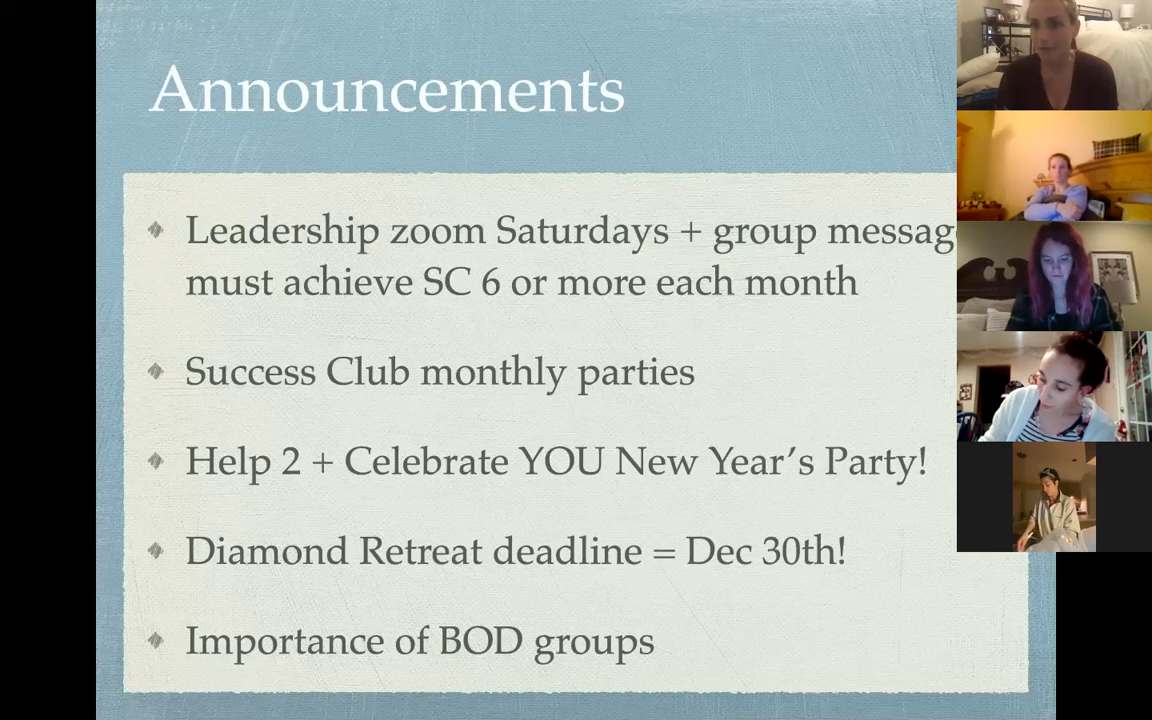 Announcements
Leadership zoom Saturdays + group
must achieve SC 6 or more each month
Success Club monthly parties
Help 2 + Celebrate YOU New Year’s Party!
Diamond Retreat deadline = Dec 30th!
Importance of BOD groups